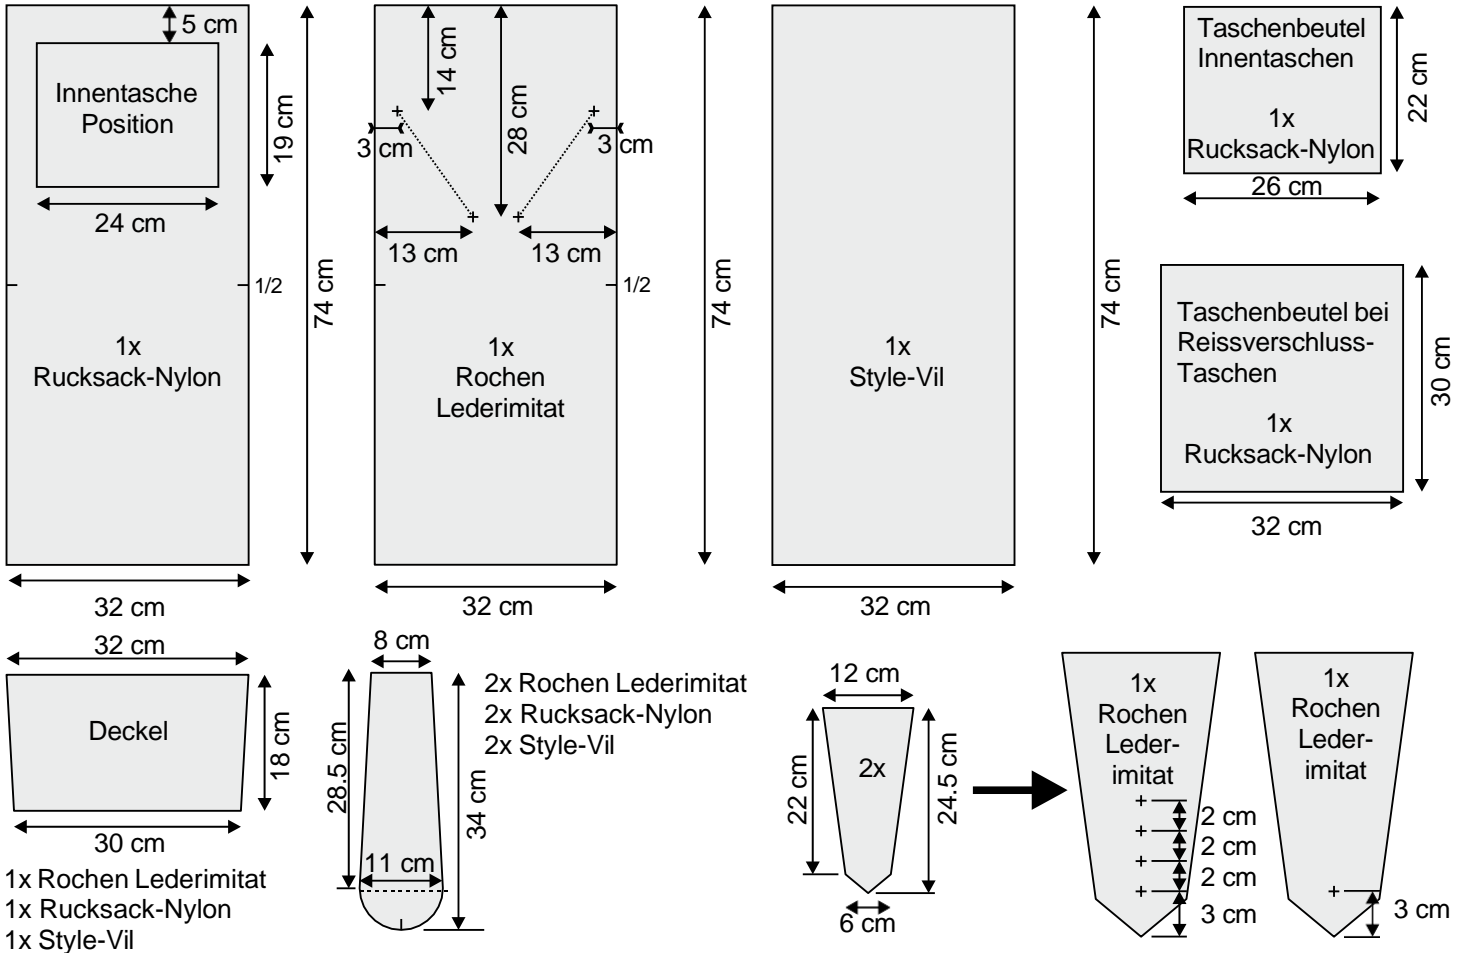 5 cm
Innentasche
Position
19 cm
24 cm
1/2
74 cm
1x
Rucksack-Nylon
32 cm
14 cm
28 cm
3 cm
3 cm
13 cm
13 cm
1/2
74 cm
1x
Rochen
Lederimitat
32 cm
1x
Style-Vil
74 cm
32 cm
Taschenbeutel
Innentaschen
1x
Rucksack-Nylon
22 cm
26 cm
Taschenbeutel bei
Reissverschluss-
Taschen
1x
Rucksack-Nylon
30 cm
32 cm
32 cm
Deckel
18 cm
30 cm
1x Rochen Lederimitat
1x Rucksack-Nylon
1x Style-Vil
8 cm
28.5 cm
34 cm
11 cm
2x Rochen Lederimitat
2x Rucksack-Nylon
2x Style-Vil
12 cm
22 cm
2x
24.5 cm
6 cm
1x
Rochen
Leder-
imitat
2 cm
2 cm
2 cm
3 cm
1x
Rochen
Leder-
imitat
3 cm